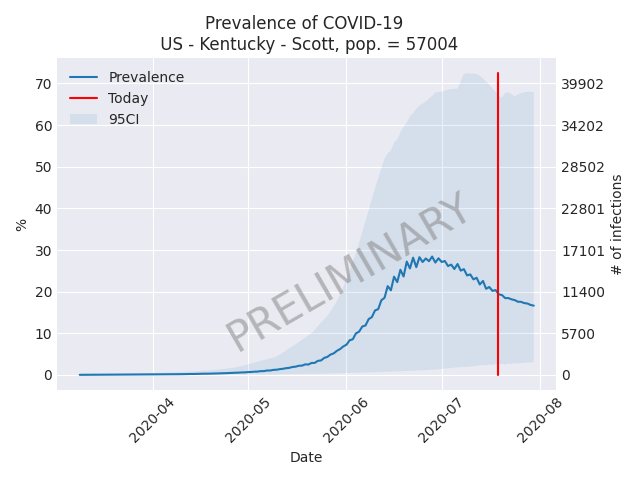 Prevalence of COVID-19
US - Kentucky - Scott, pop. = 57004
Prevalence
Today
95CI
PRELIMINARY
%
70
60
50
40
30
20
10
0
39902
34202
28502
22801
17101
11400
5700
0
# of infections
2020-04
2020-05
2020-06
2020-07
2020-08
Date